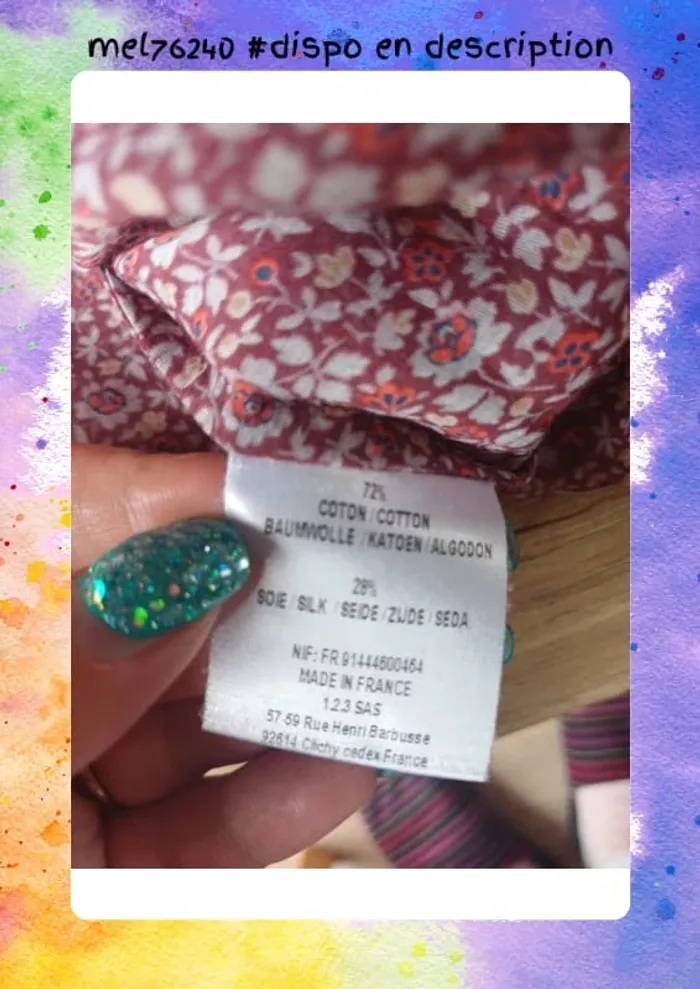 mel76240 #dispo en description
72%
COTON / COTTON
BAUMWOLLE / KATOEN / ALGODON
28%
SOIE / SILK / SEIDE / ZIJDE / SEDA
NIF: FR 91444600464
MADE IN FRANCE
1.2.3 SAS
57-59 Rue Henri Barbusse
92614 Clichy cedex France